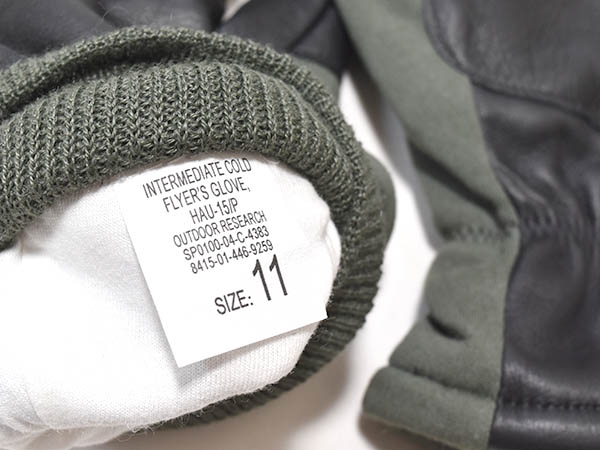 INTERMEDIATE COLD
FLYER'S GLOVE,
HAU-15/P
OUTDOOR RESEARCH
SP0100-04-C-4383
8415-01-446-9259
SIZE: 11